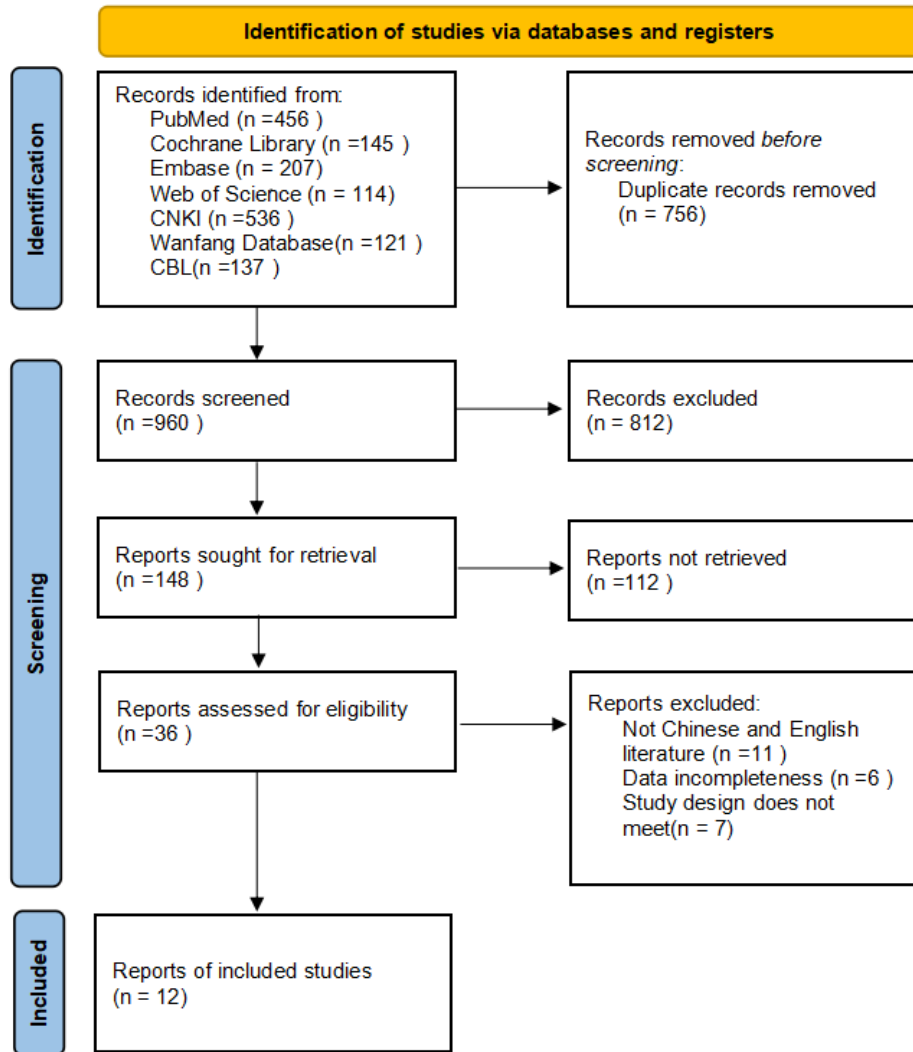 Identification of studies via databases and registers
Identification
Records identified from:
PubMed (n =456 )
Cochrane Library (n =145 )
Embase (n = 207)
Web of Science (n = 114)
CNKI (n =536 )
Wanfang Database(n =121 )
CBL(n =137 )
Records removed before
screening:
Duplicate records removed
(n = 756)
Screening
Records screened
(n =960 )
Records excluded
(n = 812)
Reports sought for retrieval
(n =148 )
Reports not retrieved
(n =112 )
Reports assessed for eligibility
(n =36 )
Reports excluded:
Not Chinese and English
literature (n =11 )
Data incompleteness (n =6 )
Study design does not
meet(n = 7)
Included
Reports of included studies
(n = 12)